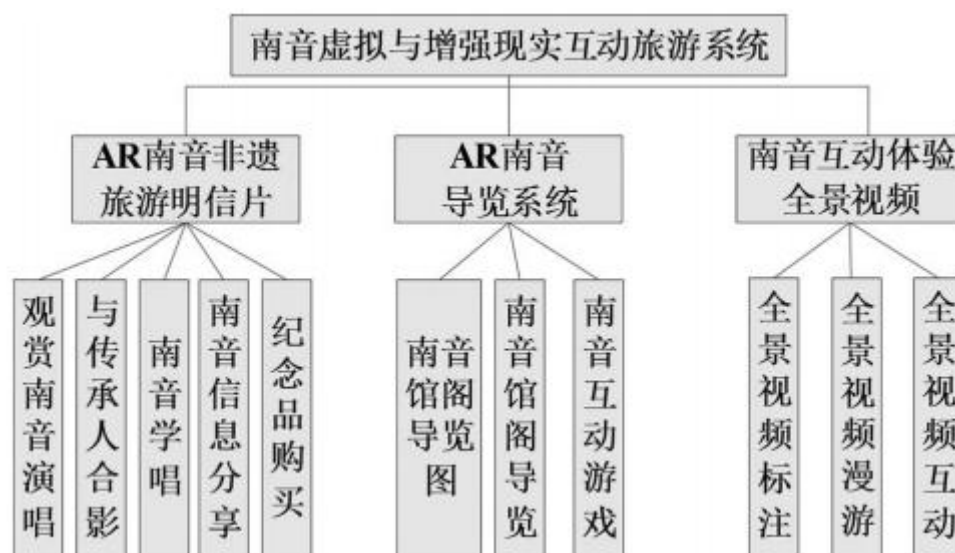 南音虚拟与增强现实互动旅游系统
AR南音非遗
旅游明信片
AR南音
导览系统
南音互动体验
全景视频
观赏南音演唱
与传承人合影
南音学唱
南音信息分享
纪念品购买
南音
馆阁
导览
图
南音馆阁导览
南音互动游戏
全景视频标注
全景视频漫游
全景视频互动